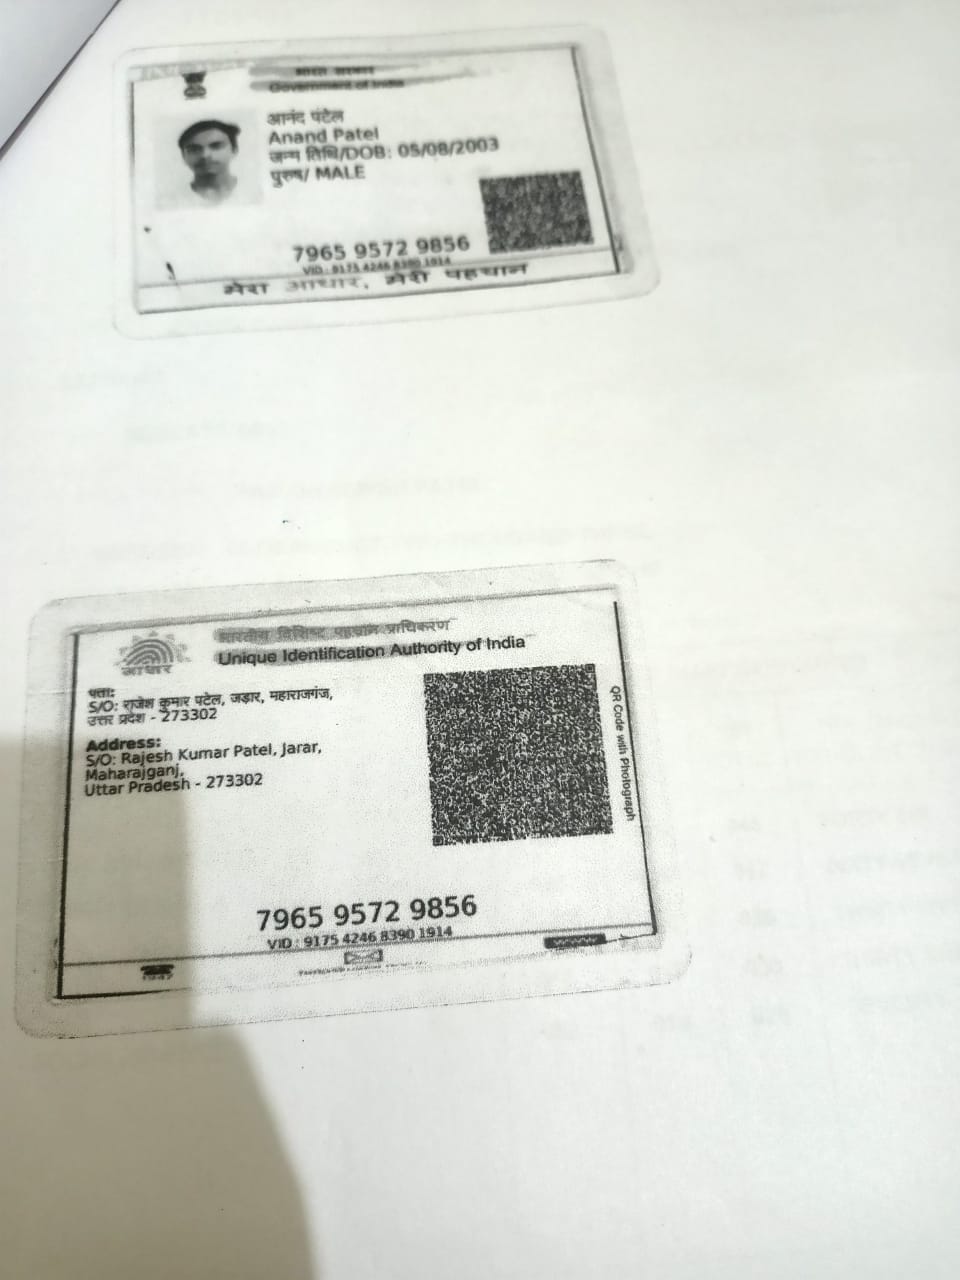 भारत सरकार
Government of India
आनंद पंटेल
Anand Patel
जन्म तिथि/DOB: 05/08/2003
पुरुष/ MALE
7965 9572 9856
VID : 9175 4246 8390 1914
मेरा आधार, मेरी पहचान
भारतीय विशिष्ट पहचान प्राधिकरण
Unique Identification Authority of India
आधार
पता:
S/O: राजेश कुमार पटेल, जड़ार, महाराजगंज,
उत्तर प्रदेश - 273302
Address:
S/O: Rajesh Kumar Patel, Jarar,
Maharajganj,
Uttar Pradesh - 273302
QR Code with Photograph
7965 9572 9856
VID : 9175 4246 8390 1914
1947